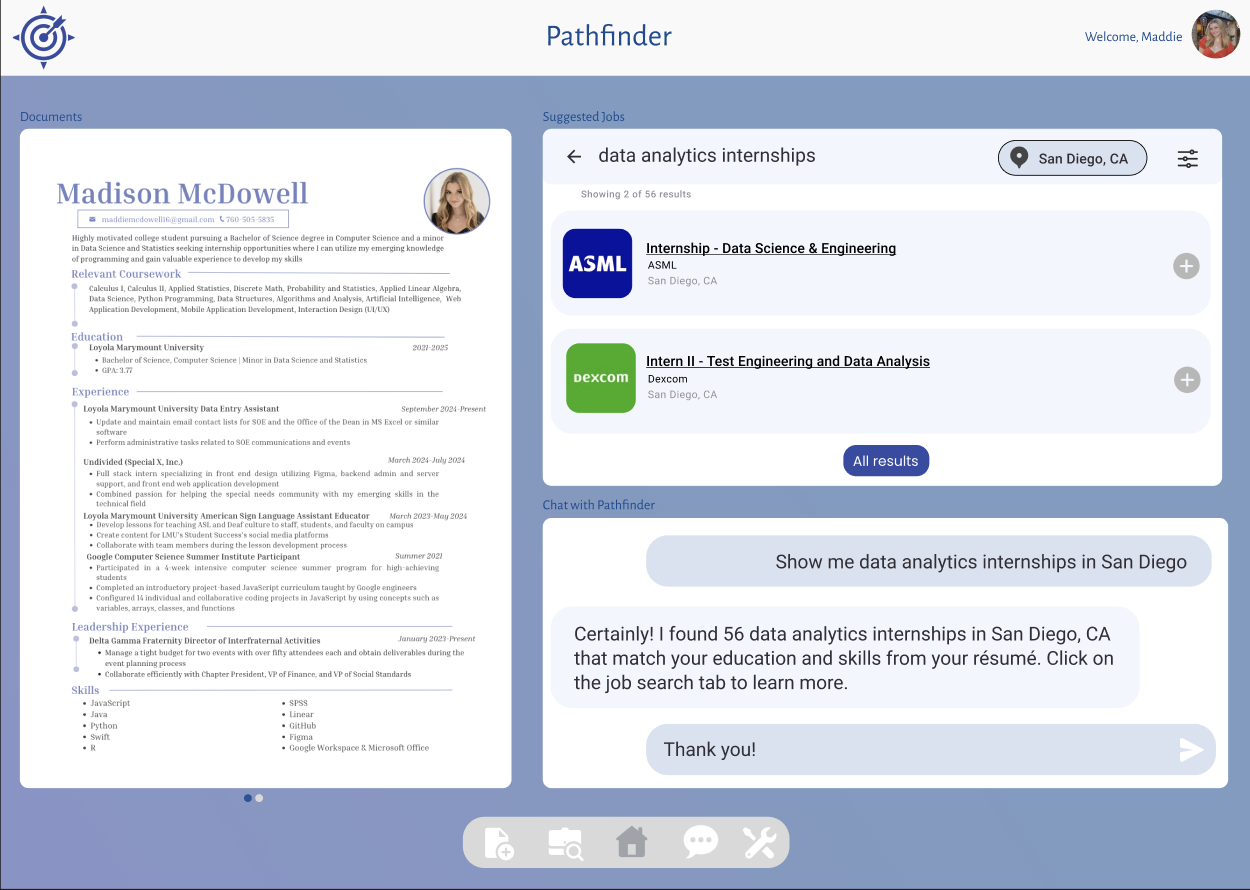 Pathfinder
Welcome, Maddie
Documents
Madison McDowell
maddiemcdowell16@gmail.com 760-505-5835
Highly motivated college student pursuing a Bachelor of Science degree in Computer Science and a minor
in Data Science and Statistics seeking internship opportunities where I can utilize my emerging knowledge
of programming and gain valuable experience to develop my skills
Relevant Coursework
Calculus I, Calculus II, Applied Statistics, Discrete Math, Probability and Statistics, Applied Linear Algebra,
Data Science, Python Programming, Data Structures, Algorithms and Analysis, Artificial Intelligence, Web
Application Development, Mobile Application Development, Interaction Design (UI/UX)
Education
Loyola Marymount University 2021-2025
• Bachelor of Science, Computer Science | Minor in Data Science and Statistics
• GPA: 3.77
Experience
Loyola Marymount University Data Entry Assistant September 2024-Present
• Update and maintain email contact lists for SOE and the Office of the Dean in MS Excel or similar
software
• Perform administrative tasks related to SOE communications and events
Undivided (Special X, Inc.) March 2024-July 2024
• Full stack intern specializing in front end design utilizing Figma, backend admin and server
support, and front end web application development
• Combined passion for helping the special needs community with my emerging skills in the
technical field
Loyola Marymount University American Sign Language Assistant Educator March 2023-May 2024
• Develop lessons for teaching ASL and Deaf culture to staff, students, and faculty on campus
• Create content for LMU's Student Success's social media platforms
• Collaborate with team members during the lesson development process
Google Computer Science Summer Institute Participant Summer 2021
• Participated in a 4-week intensive computer science summer program for high-achieving
students
• Completed an introductory project-based JavaScript curriculum taught by Google engineers
• Configured 14 individual and collaborative coding projects in JavaScript by using concepts such as
variables, arrays, classes, and functions
Leadership Experience
Delta Gamma Fraternity Director of Interfraternal Activities January 2023-Present
• Manage a tight budget for two events with over fifty attendees each and obtain deliverables during the
event planning process
• Collaborate efficiently with Chapter President, VP of Finance, and VP of Social Standards
Skills
• JavaScript
• Java
• Python
• Swift
• R
• SPSS
• Linear
• GitHub
• Figma
• Google Workspace & Microsoft Office
Suggested Jobs
data analytics internships
San Diego, CA
Showing 2 of 56 results
ASML
Internship - Data Science & Engineering
ASML
San Diego, CA
Dexcom
Intern II - Test Engineering and Data Analysis
Dexcom
San Diego, CA
All results
Chat with Pathfinder
Show me data analytics internships in San Diego
Certainly! I found 56 data analytics internships in San Diego, CA
that match your education and skills from your résumé. Click on
the job search tab to learn more.
Thank you!